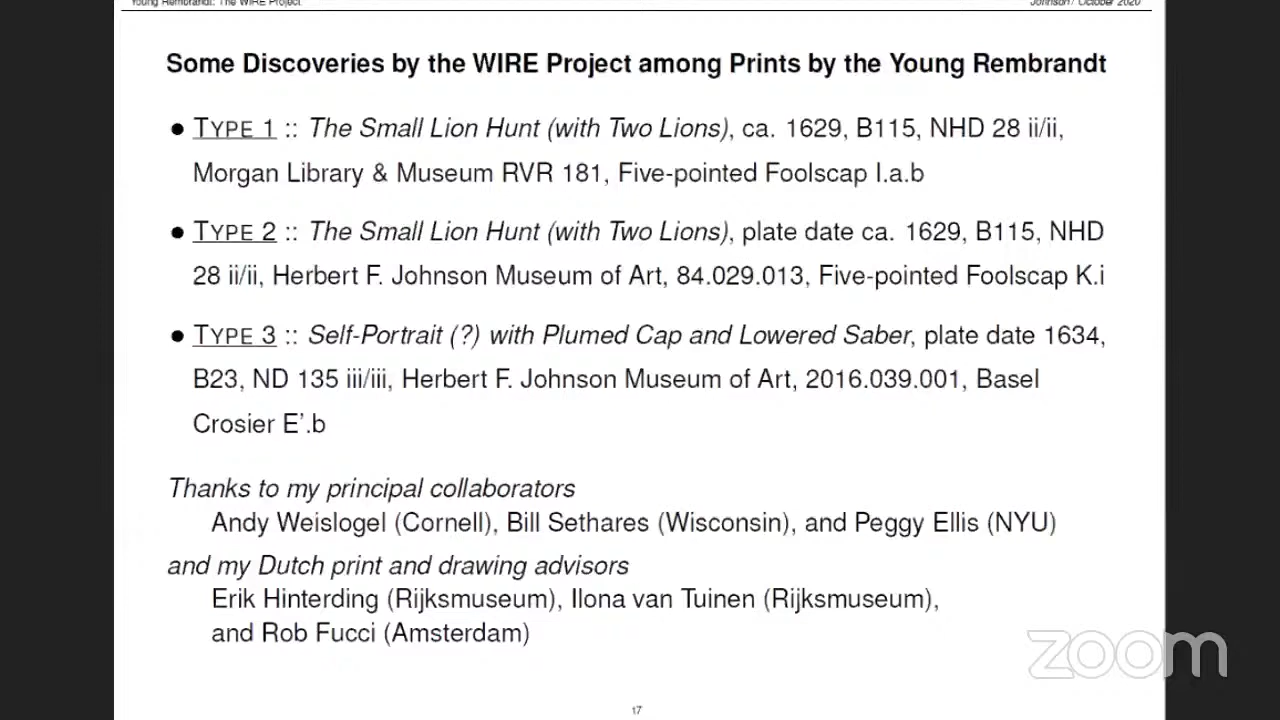 Young Rembrandt: The WIRE Project
Johnson / October 2020
Some Discoveries by the WIRE Project among Prints by the Young Rembrandt
● TYPE 1 :: The Small Lion Hunt (with Two Lions), ca. 1629, B115, NHD 28 ii/ii,
Morgan Library & Museum RVR 181, Five-pointed Foolscap I.a.b
● TYPE 2 :: The Small Lion Hunt (with Two Lions), plate date ca. 1629, B115, NHD
28 ii/ii, Herbert F. Johnson Museum of Art, 84.029.013, Five-pointed Foolscap K.i
● TYPE 3 :: Self-Portrait (?) with Plumed Cap and Lowered Saber, plate date 1634,
B23, ND 135 iii/iii, Herbert F. Johnson Museum of Art, 2016.039.001, Basel
Crosier E’.b
Thanks to my principal collaborators
Andy Weislogel (Cornell), Bill Sethares (Wisconsin), and Peggy Ellis (NYU)
and my Dutch print and drawing advisors
Erik Hinterding (Rijksmuseum), Ilona van Tuinen (Rijksmuseum),
and Rob Fucci (Amsterdam)
zoom
17